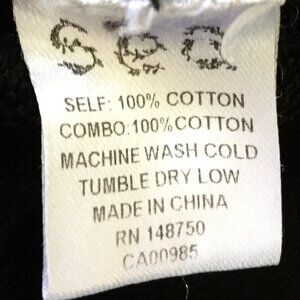 Sea
SELF: 100% COTTON
COMBO:100% COTTON
MACHINE WASH COLD
TUMBLE DRY LOW
MADE IN CHINA
RN 148750
CA00985